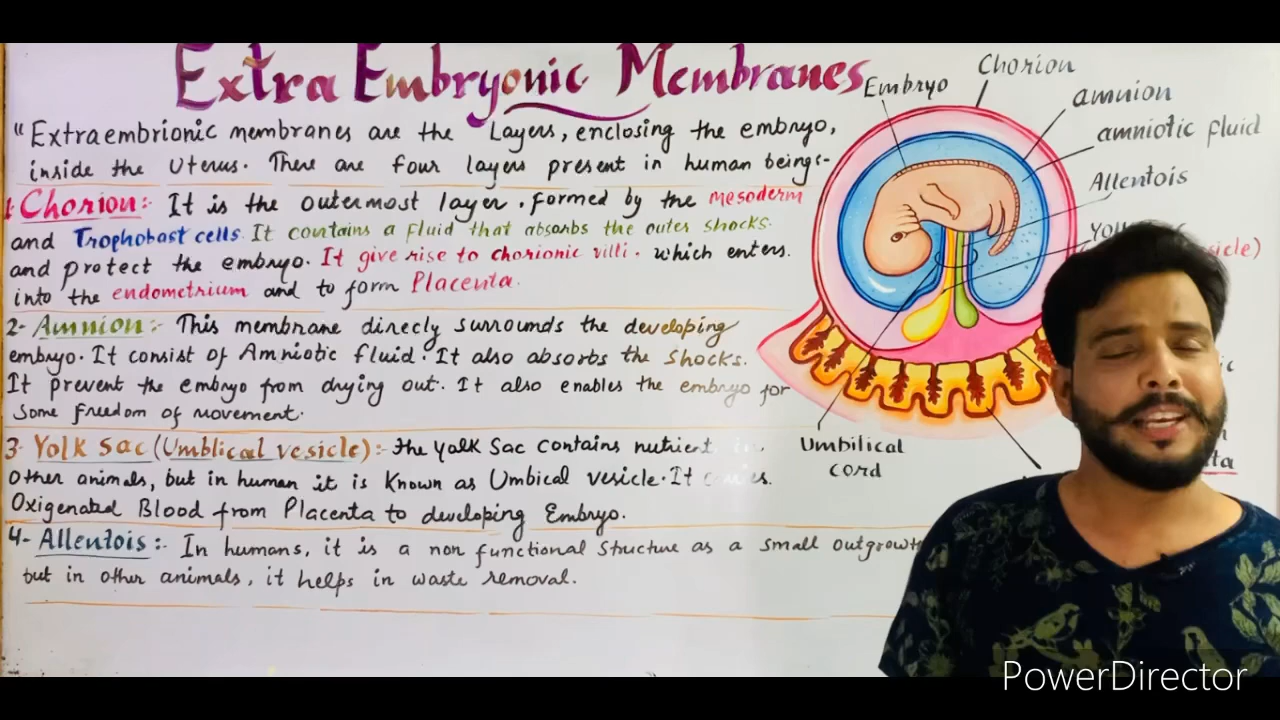 Extra Embryonic Membranes
"Extraembrionic membranes are the Layers, enclosing the embryo,
inside the Uterus. There are four layers present in human beings:-
1- Chorion:- It is the outermost layer. formed by the mesoderm
and Trophobast cells. It contains a fluid that absorbs the outer shocks.
and protect the embryo. It give rise to chorionic villi. which enters.
into the endometrium and to form Placenta.
2- Amnion:- This membrane direcly surrounds the developing
embryo. It consist of Amniotic fluid. It also absorbs the Shocks.
It prevent the embryo from drying out. It also enables the embryo for
Some freedom of movement.
3- Yolk Sac (Umblical vesicle):- the Yolk Sac contains nutrient in.
Other animals, but in human it is Known as Umbical vesicle. It carries.
Oxigenated Blood from Placenta to developing Embryo.
4- Allentois:- In humans, it is a non functional Structure as a small outgrowth
but in other animals, it helps in waste removal.
Embryo
Chorion
amnion
amniotic fluid
Allentois
Umbilical
cord
PowerDirector